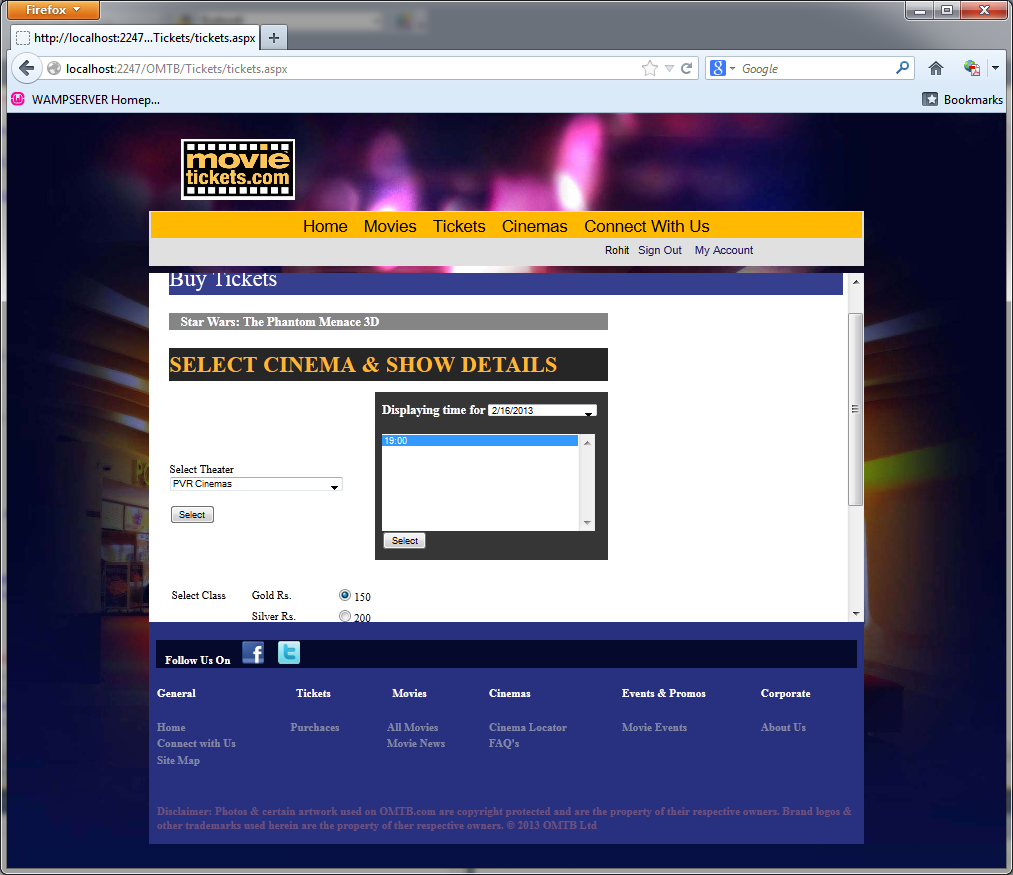 Firefox
http://localhost:2247...Tickets/tickets.aspx
localhost:2247/OMTB/Tickets/tickets.aspx
Google
WAMPSERVER Homep...
Bookmarks
movie
tickets.com
Home Movies Tickets Cinemas Connect With Us
Rohit Sign Out My Account
Buy Tickets
Star Wars: The Phantom Menace 3D
SELECT CINEMA & SHOW DETAILS
Displaying time for 2/16/2013
19:00
Select Theater
PVR Cinemas
Select
Select
Select Class Gold Rs. 150
Silver Rs. 200
Follow Us On
General Tickets Movies Cinemas Events & Promos Corporate
Home Purchaces All Movies Cinema Locator Movie Events About Us
Connect with Us Movie News FAQ's
Site Map
Disclaimer: Photos & certain artwork used on OMTB.com are copyright protected and are the property of their respective owners. Brand logos &
other trademarks used herein are the property of ther respective owners. © 2013 OMTB Ltd